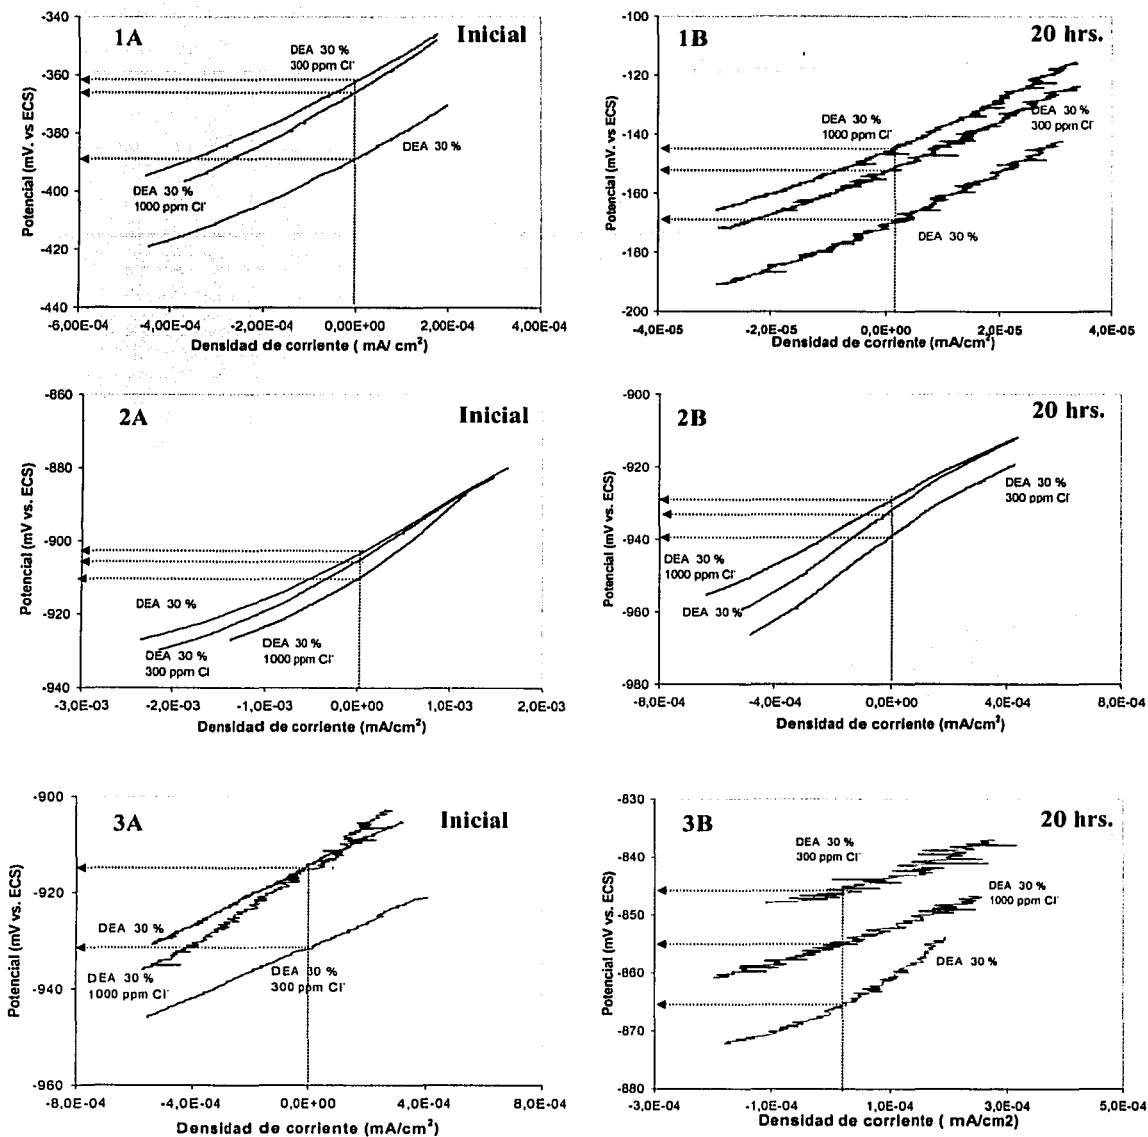 1A
Inicial
Potencial (mV. vs ECS)
-340
-360
-380
-400
-420
-440
DEA 30 %
300 ppm Cl-
DEA 30 %
DEA 30 %
1000 ppm Cl-
-6,00E-04 -4,00E-04 -2,00E-04 0,00E+00 2,00E-04 4,00E-04
Densidad de corriente ( mA/ cm²)
1B
20 hrs.
Potencial (mV vs ECS)
-100
-120
-140
-160
-180
-200
DEA 30 %
1000 ppm Cl-
DEA 30 %
300 ppm Cl-
DEA 30 %
-4,0E-05 -2,0E-05 0,0E+00 2,0E-05 4,0E-05
Densidad de corriente (mA/cm²)
2A
Inicial
Potencial (mV vs. ECS)
-860
-880
-900
-920
-940
DEA 30 %
DEA 30 %
300 ppm Cl
DEA 30 %
1000 ppm Cl-
-3,0E-03 -2,0E-03 -1,0E-03 0,0E+00 1,0E-03 2,0E-03
Densidad de corriente (mA/cm²)
2B
20 hrs.
Potencial (mV vs. ECS)
-900
-920
-940
-960
-980
DEA 30 %
300 ppm Cl-
DEA 30 %
1000 ppm Cl-
DEA 30 %
-8,0E-04 -4,0E-04 0,0E+00 4,0E-04 8,0E-04
Densidad de corriente (mA/cm²)
3A
Inicial
Potencial (mV vs. ECS)
-900
-920
-940
-960
DEA 30 %
DEA 30 %
1000 ppm Cl-
DEA 30 %
300 ppm Cl-
-8,0E-04 -4,0E-04 0,0E+00 4,0E-04 8,0E-04
Densidad de corriente (mA/cm²)
3B
20 hrs.
Potencial (mV vs. ECS)
-830
-840
-850
-860
-870
-880
DEA 30 %
300 ppm Cl-
DEA 30 %
1000 ppm Cl-
DEA 30 %
-3,0E-04 -1,0E-04 1,0E-04 3,0E-04 5,0E-04
Densidad de corriente ( mA/cm2)